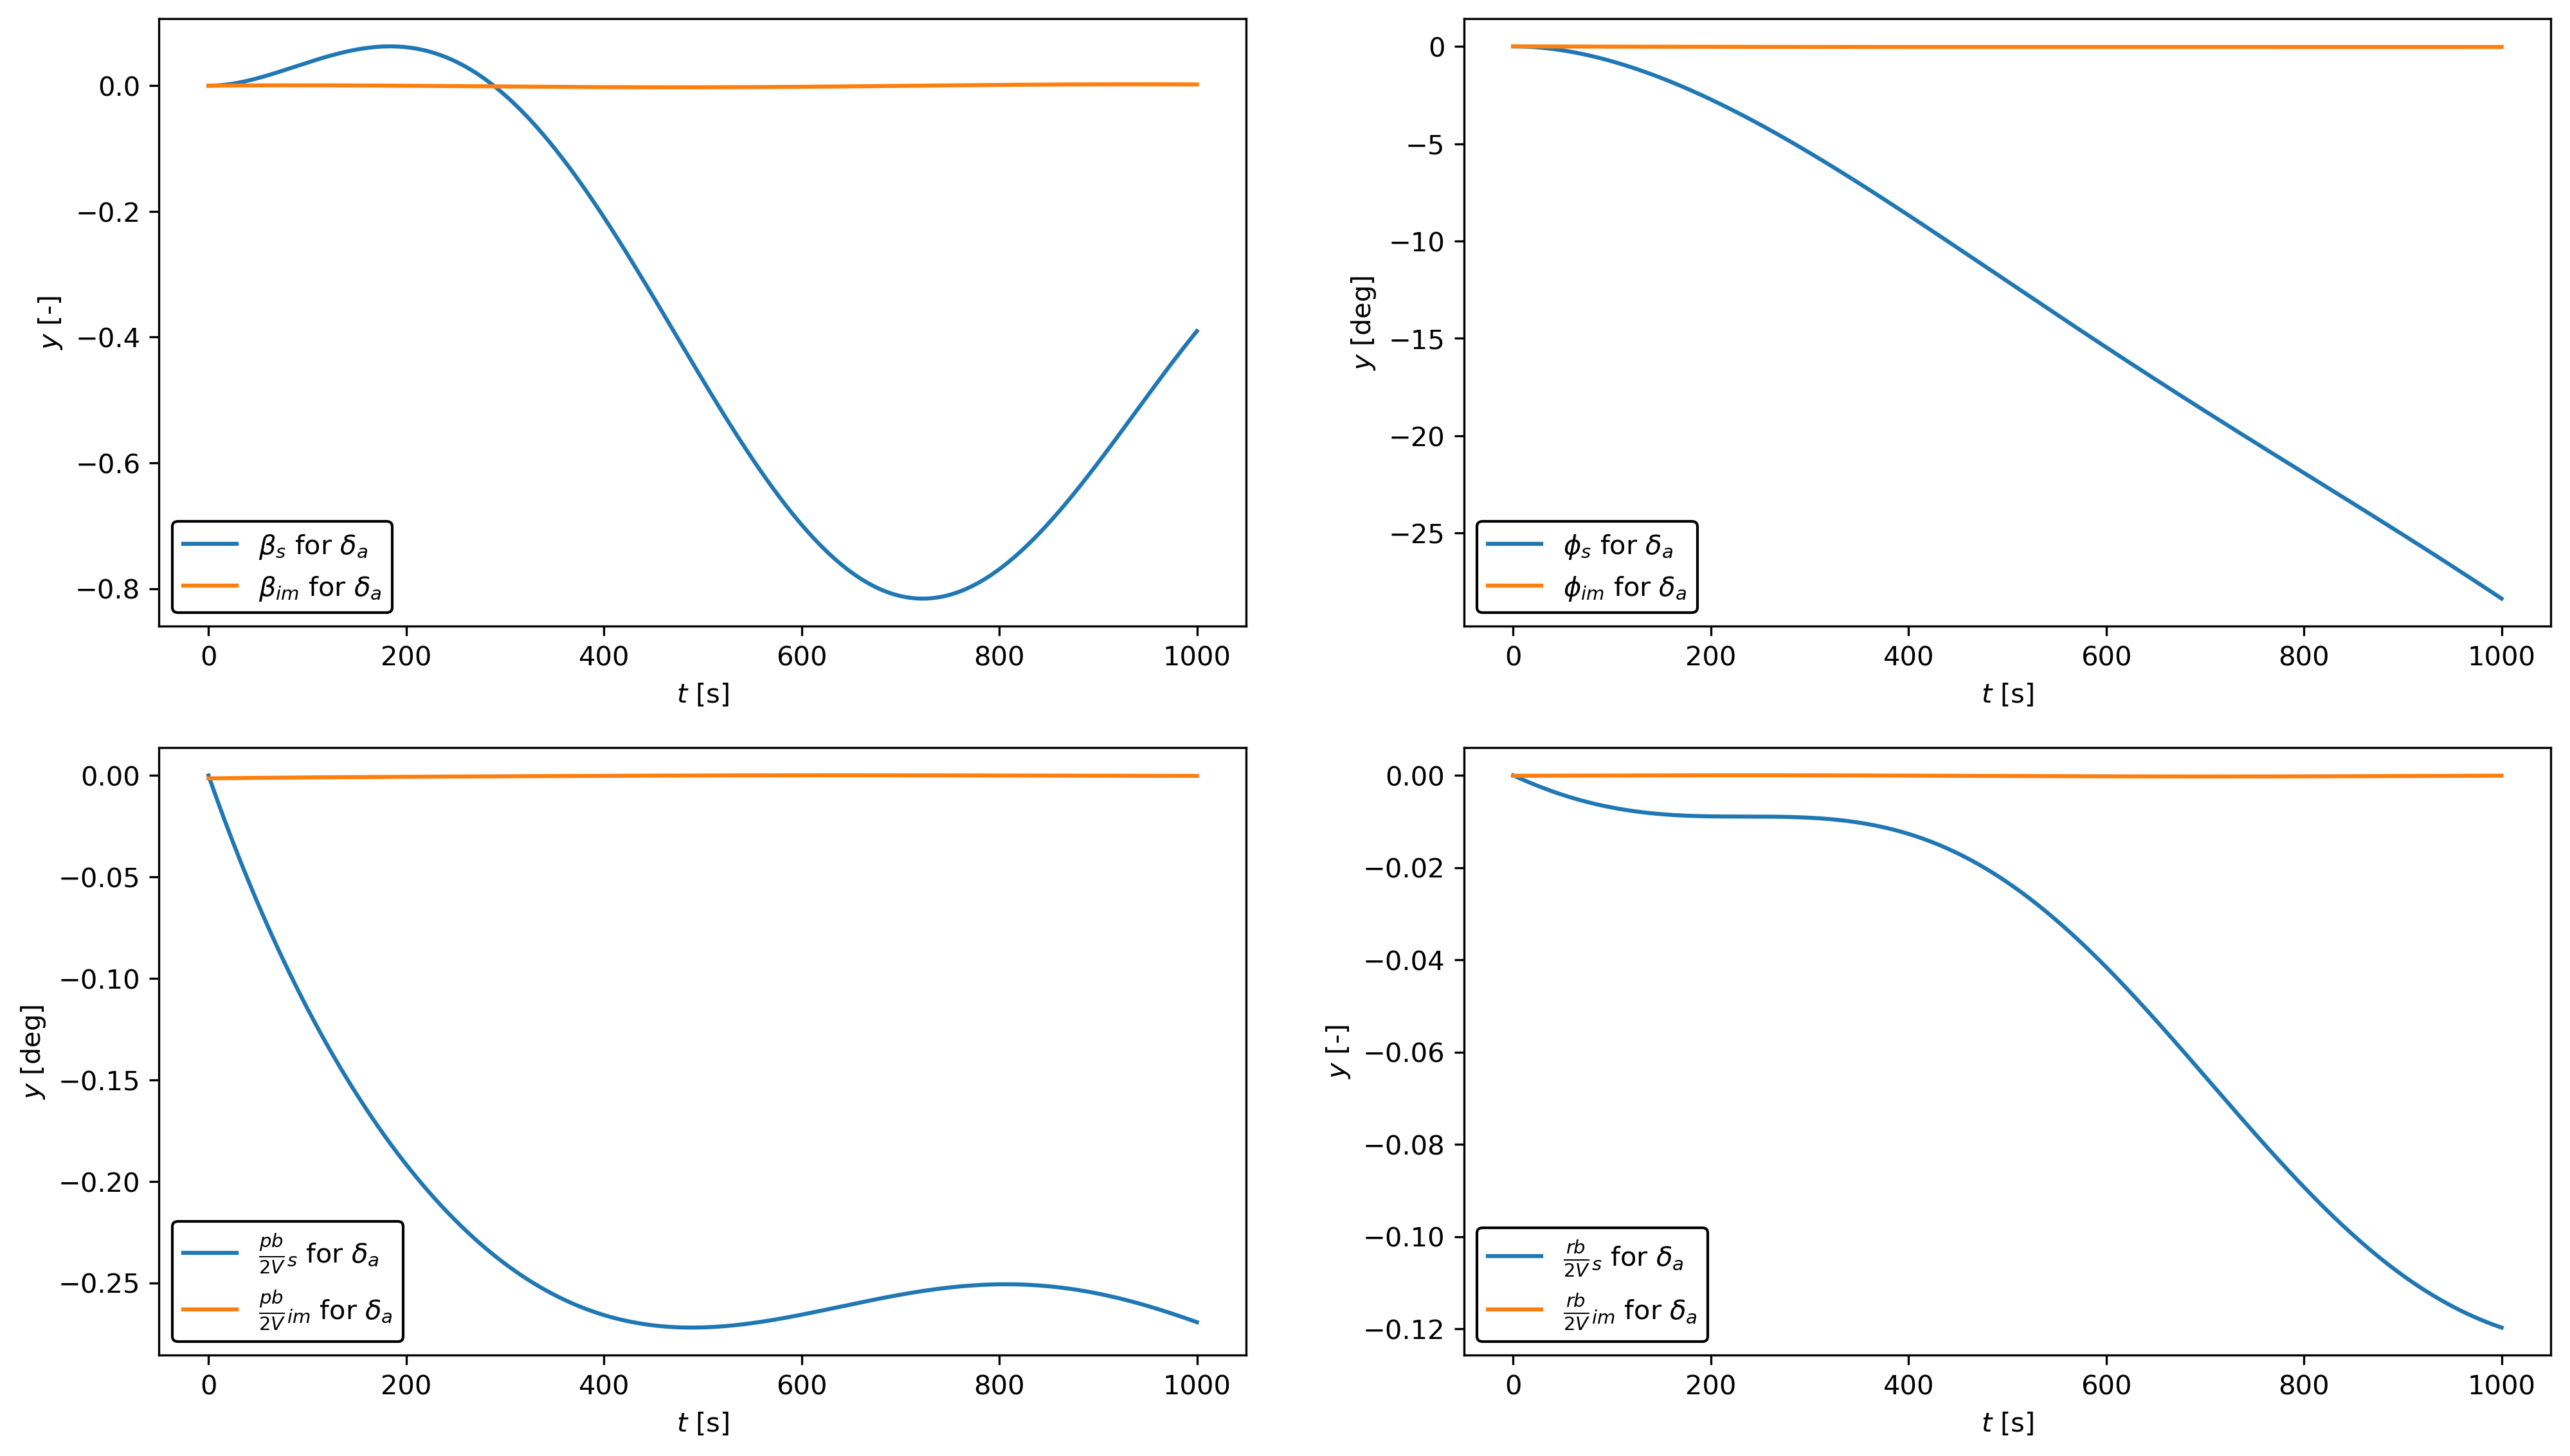 0.0
−0.2
−0.4
−0.6
−0.8
y [-]
β_s for δ_a
β_im for δ_a
0 200 400 600 800 1000
t [s]
0
−5
−10
−15
−20
−25
y [deg]
ϕ_s for δ_a
ϕ_im for δ_a
0 200 400 600 800 1000
t [s]
0.00
−0.05
−0.10
−0.15
−0.20
−0.25
y [deg]
pb/2V s for δ_a
pb/2V im for δ_a
0 200 400 600 800 1000
t [s]
0.00
−0.02
−0.04
−0.06
−0.08
−0.10
−0.12
y [-]
rb/2V s for δ_a
rb/2V im for δ_a
0 200 400 600 800 1000
t [s]